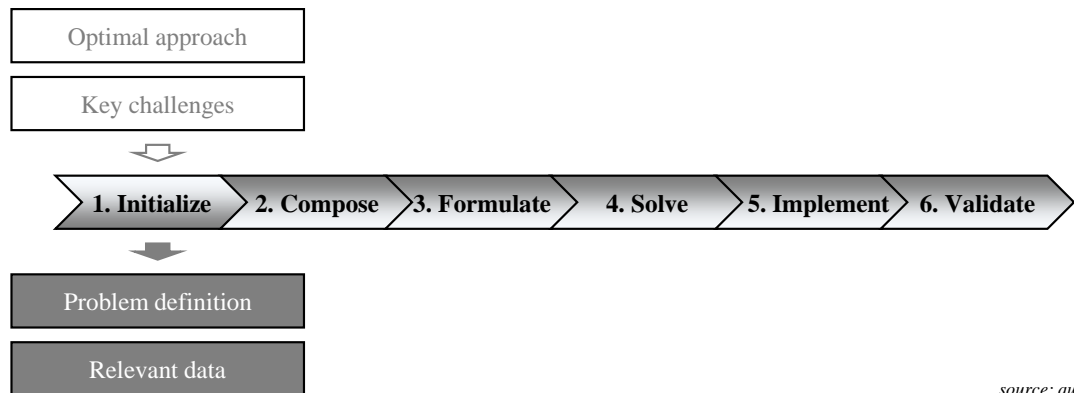 Optimal approach
Key challenges
1. Initialize 2. Compose 3. Formulate 4. Solve 5. Implement 6. Validate
Problem definition
Relevant data
source: